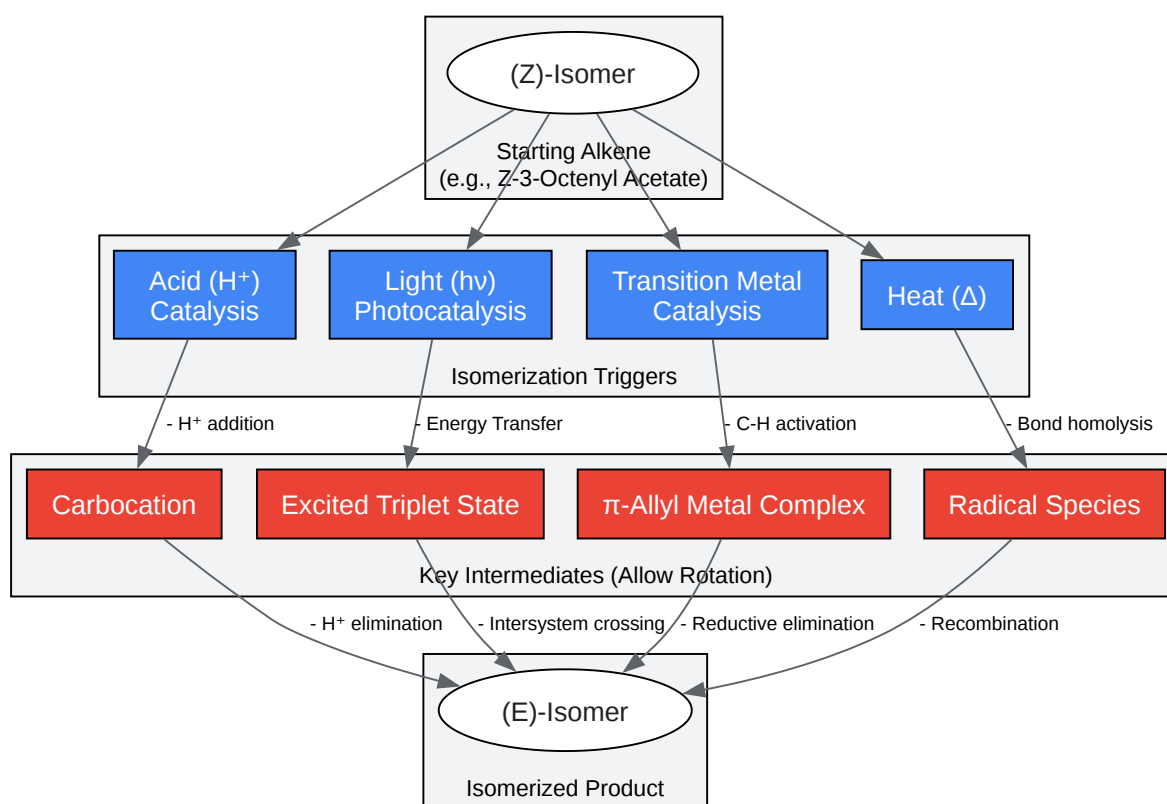 (Z)-Isomer
Starting Alkene
(e.g., Z-3-Octenyl Acetate)
Acid (H⁺)
Catalysis
Light (hν)
Photocatalysis
Transition Metal
Catalysis
Heat (Δ)
Isomerization Triggers
- H⁺ addition
- Energy Transfer
- C-H activation
- Bond homolysis
Carbocation
Excited Triplet State
π-Allyl Metal Complex
Radical Species
Key Intermediates (Allow Rotation)
- H⁺ elimination
- Intersystem crossing
- Reductive elimination
- Recombination
(E)-Isomer
Isomerized Product